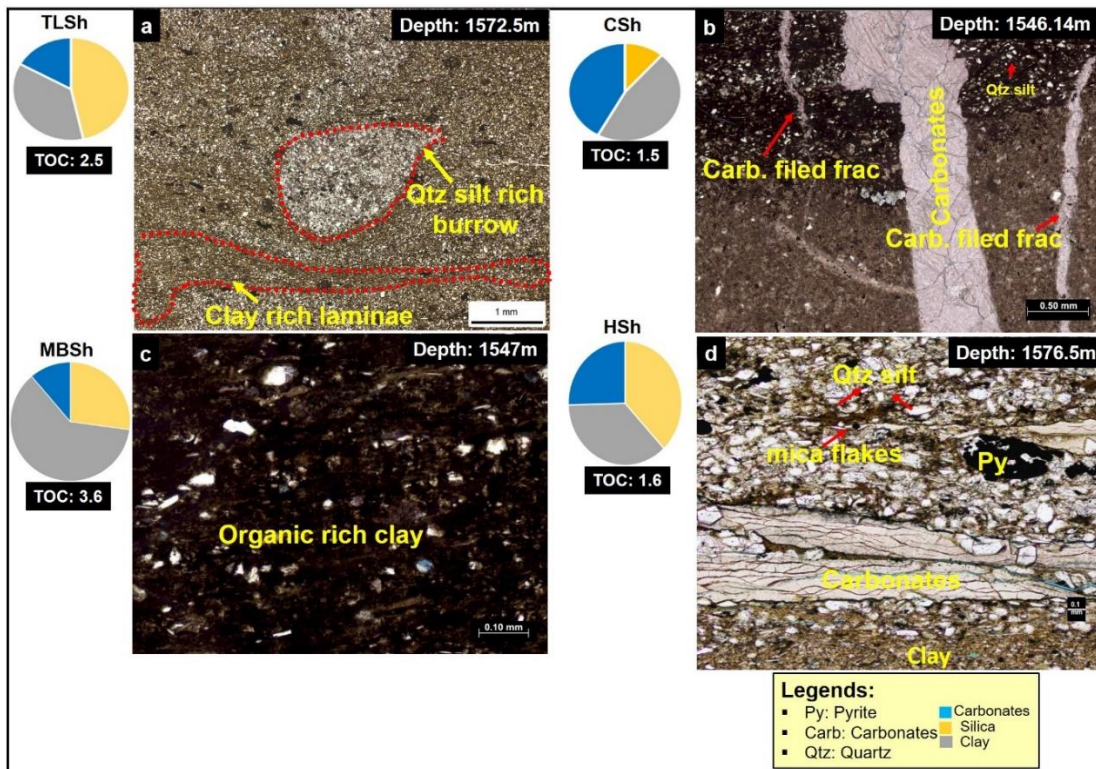 TLSh
TOC: 2.5
a
Depth: 1572.5m
Qtz silt rich
burrow
Clay rich laminae
1 mm
CSh
TOC: 1.5
b
Depth: 1546.14m
Qtz silt
Carb. filed frac
Carbonates
Carb. filed frac
0.50 mm
MBSh
TOC: 3.6
c
Depth: 1547m
Organic rich clay
0.10 mm
HSh
TOC: 1.6
d
Depth: 1576.5m
Qtz silt
mica flakes
Py
Carbonates
0.1
mm
Clay
Legends:
▪ Py: Pyrite
▪ Carb: Carbonates
▪ Qtz: Quartz
Carbonates
Silica
Clay